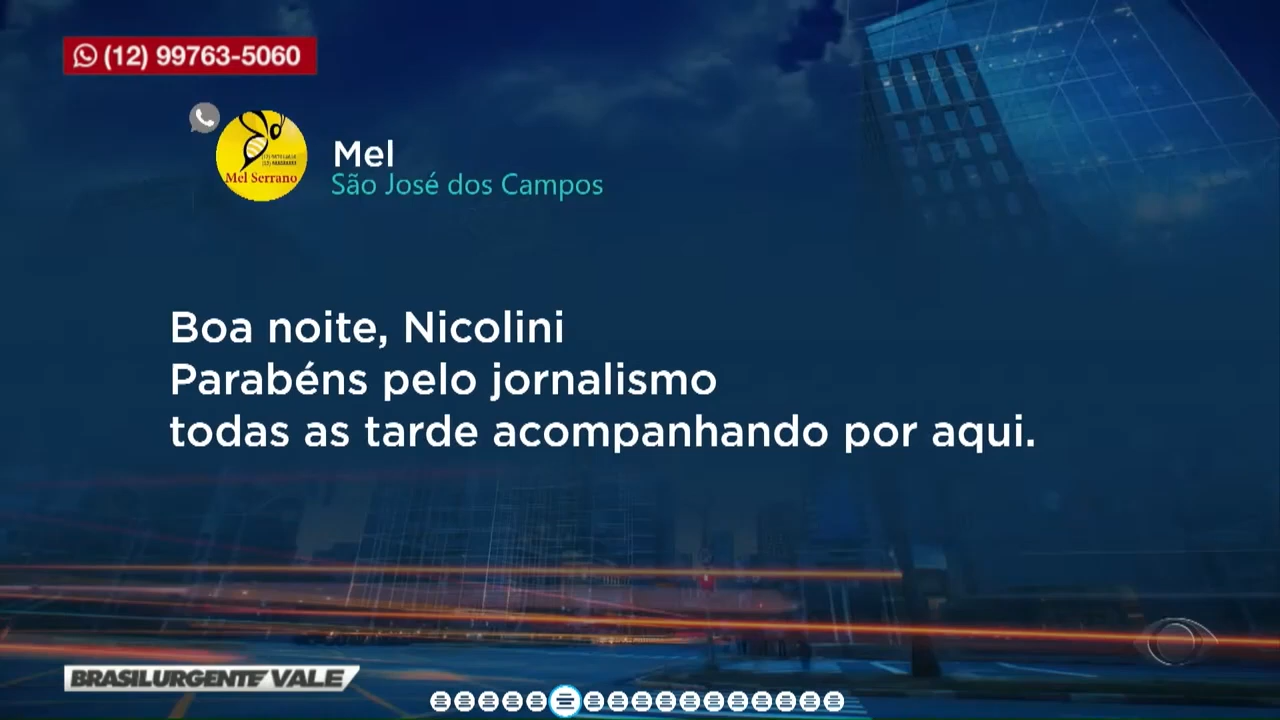 (12) 99763-5060
Mel Serrano
Mel
São José dos Campos
Boa noite, Nicolini
Parabéns pelo jornalismo
todas as tarde acompanhando por aqui.
BRASILURGENTE VALE